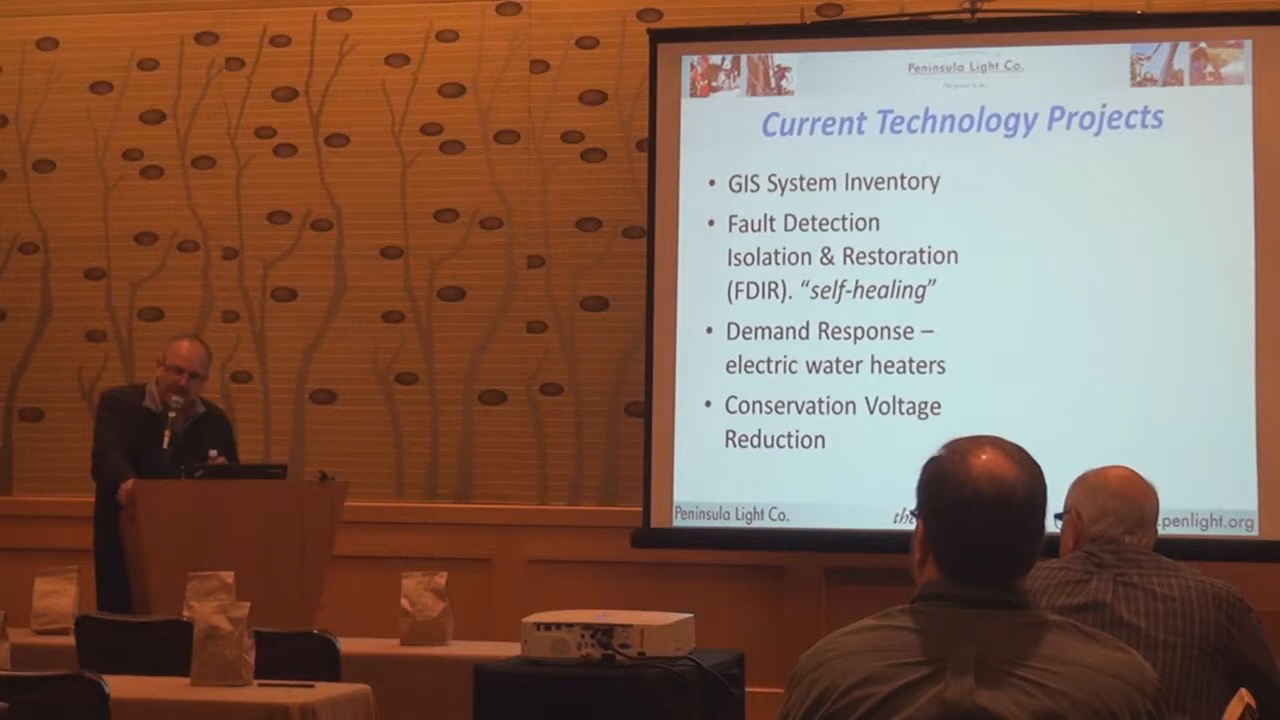 Peninsula Light Co.
Current Technology Projects
• GIS System Inventory
• Fault Detection
Isolation & Restoration
(FDIR). “self-healing”
• Demand Response –
electric water heaters
• Conservation Voltage
Reduction
Peninsula Light Co.
.penlight.org